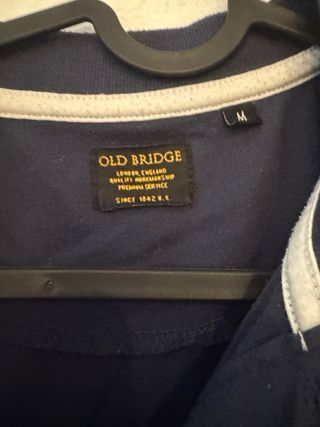 OLD BRIDGE
LONDON, ENGLAND
QUALITY WORKMANSHIP
PREMIUM SERVICE
SINCE 1842 U.K
M